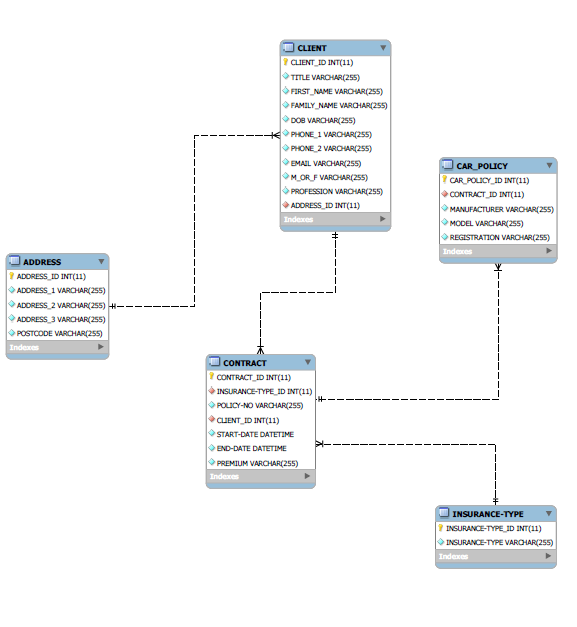 CLIENT
CLIENT_ID INT(11)
TITLE VARCHAR(255)
FIRST_NAME VARCHAR(255)
FAMILY_NAME VARCHAR(255)
DOB VARCHAR(255)
PHONE_1 VARCHAR(255)
PHONE_2 VARCHAR(255)
EMAIL VARCHAR(255)
M_OR_F VARCHAR(255)
PROFESSION VARCHAR(255)
ADDRESS_ID INT(11)
Indexes
CAR_POLICY
CAR_POLICY_ID INT(11)
CONTRACT_ID INT(11)
MANUFACTURER VARCHAR(255)
MODEL VARCHAR(255)
REGISTRATION VARCHAR(255)
Indexes
ADDRESS
ADDRESS_ID INT(11)
ADDRESS_1 VARCHAR(255)
ADDRESS_2 VARCHAR(255)
ADDRESS_3 VARCHAR(255)
POSTCODE VARCHAR(255)
Indexes
CONTRACT
CONTRACT_ID INT(11)
INSURANCE-TYPE_ID INT(11)
POLICY-NO VARCHAR(255)
CLIENT_ID INT(11)
START-DATE DATETIME
END-DATE DATETIME
PREMIUM VARCHAR(255)
Indexes
INSURANCE-TYPE
INSURANCE-TYPE_ID INT(11)
INSURANCE-TYPE VARCHAR(255)
Indexes